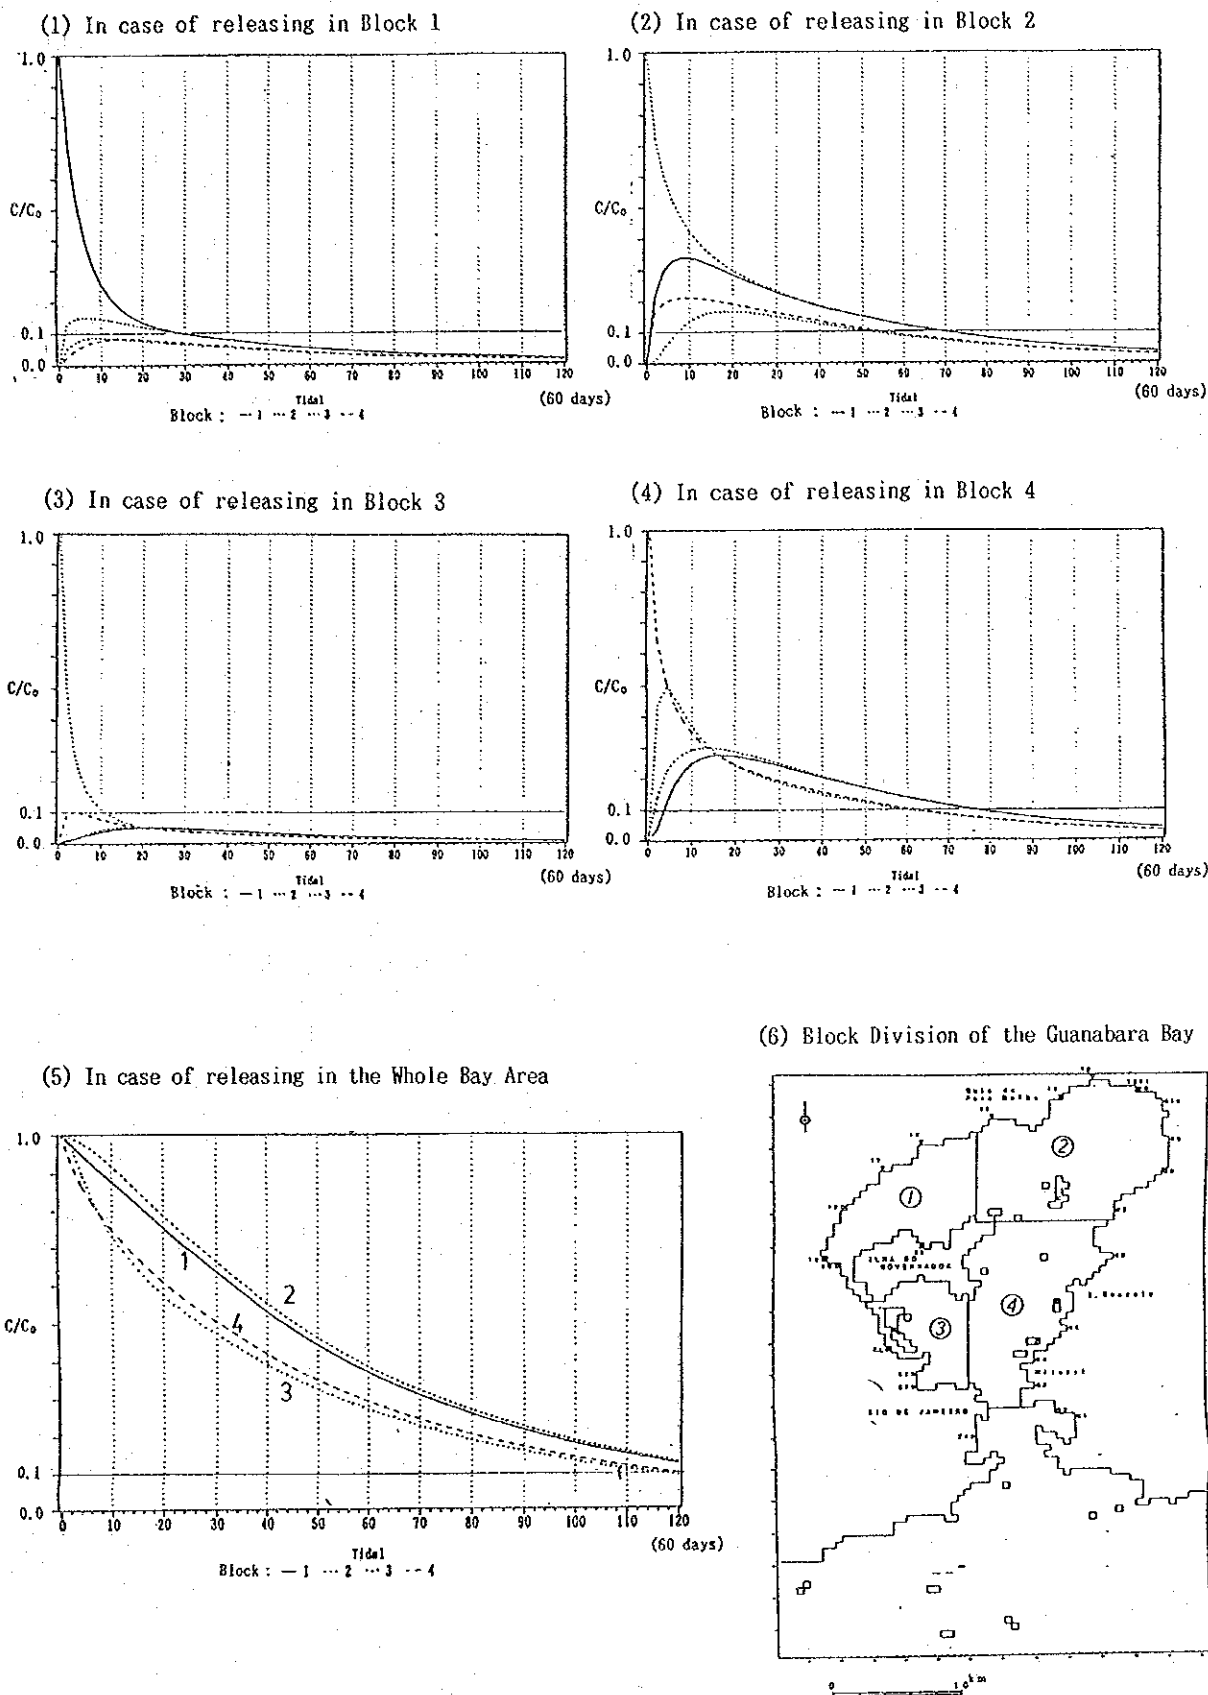 (1) In case of releasing in Block 1
1.0
C/C₀
0.1
0.0
0 10 20 30 40 50 60 70 80 90 100 110 120
Tidal
(60 days)
Block : — 1 ··· 2 ··· 3 -- 4
(2) In case of releasing in Block 2
1.0
C/C₀
0.1
0.0
0 10 20 30 40 50 60 70 80 90 100 110 120
Tidal
(60 days)
Block : — 1 ··· 2 ··· 3 -- 4
(3) In case of releasing in Block 3
1.0
C/C₀
0.1
0.0
0 10 20 30 40 50 60 70 80 90 100 110 120
Tidal
(60 days)
Block : — 1 ··· 2 ··· 3 -- 4
(4) In case of releasing in Block 4
1.0
C/C₀
0.1
0.0
0 10 20 30 40 50 60 70 80 90 100 110 120
Tidal
(60 days)
Block : — 1 ··· 2 ··· 3 -- 4
(5) In case of releasing in the Whole Bay Area
1.0
C/C₀
0.1
0.0
1
2
4
3
0 10 20 30 40 50 60 70 80 90 100 110 120
Tidal
(60 days)
Block : — 1 ··· 2 ··· 3 -- 4
(6) Block Division of the Guanabara Bay
②
①
ILHA DO
GOVERNADOR
④
③
RIO DE JANEIRO
0 10km